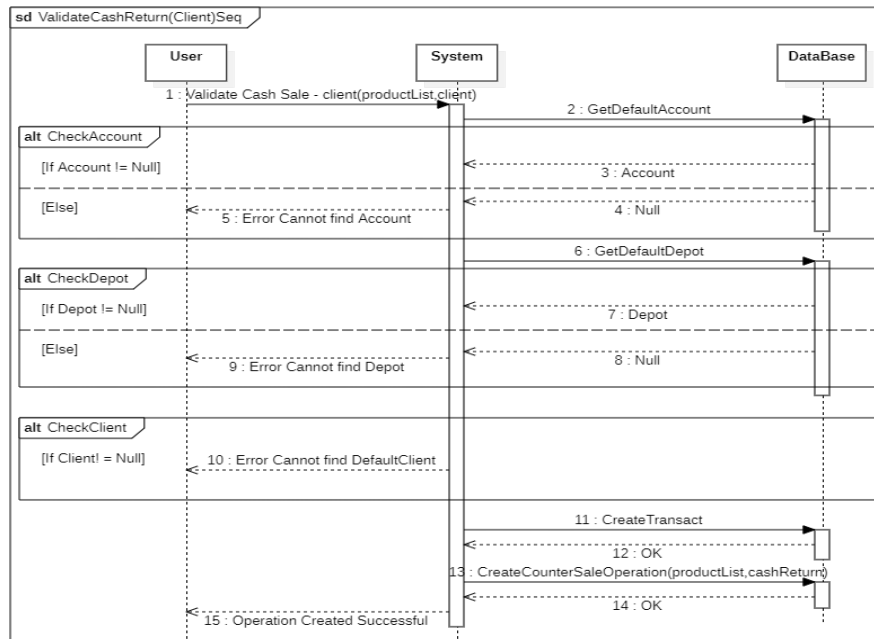 sd ValidateCashReturn(Client)Seq
User
System
DataBase
1 : Validate Cash Sale - client(productList,client)
2 : GetDefaultAccount
alt CheckAccount
[If Account != Null]
3 : Account
[Else]
4 : Null
5 : Error Cannot find Account
6 : GetDefaultDepot
alt CheckDepot
[If Depot != Null]
7 : Depot
[Else]
8 : Null
9 : Error Cannot find Depot
alt CheckClient
[If Client! = Null]
10 : Error Cannot find DefaultClient
11 : CreateTransact
12 : OK
13 : CreateCounterSaleOperation(productList,cashReturn)
14 : OK
15 : Operation Created Successful